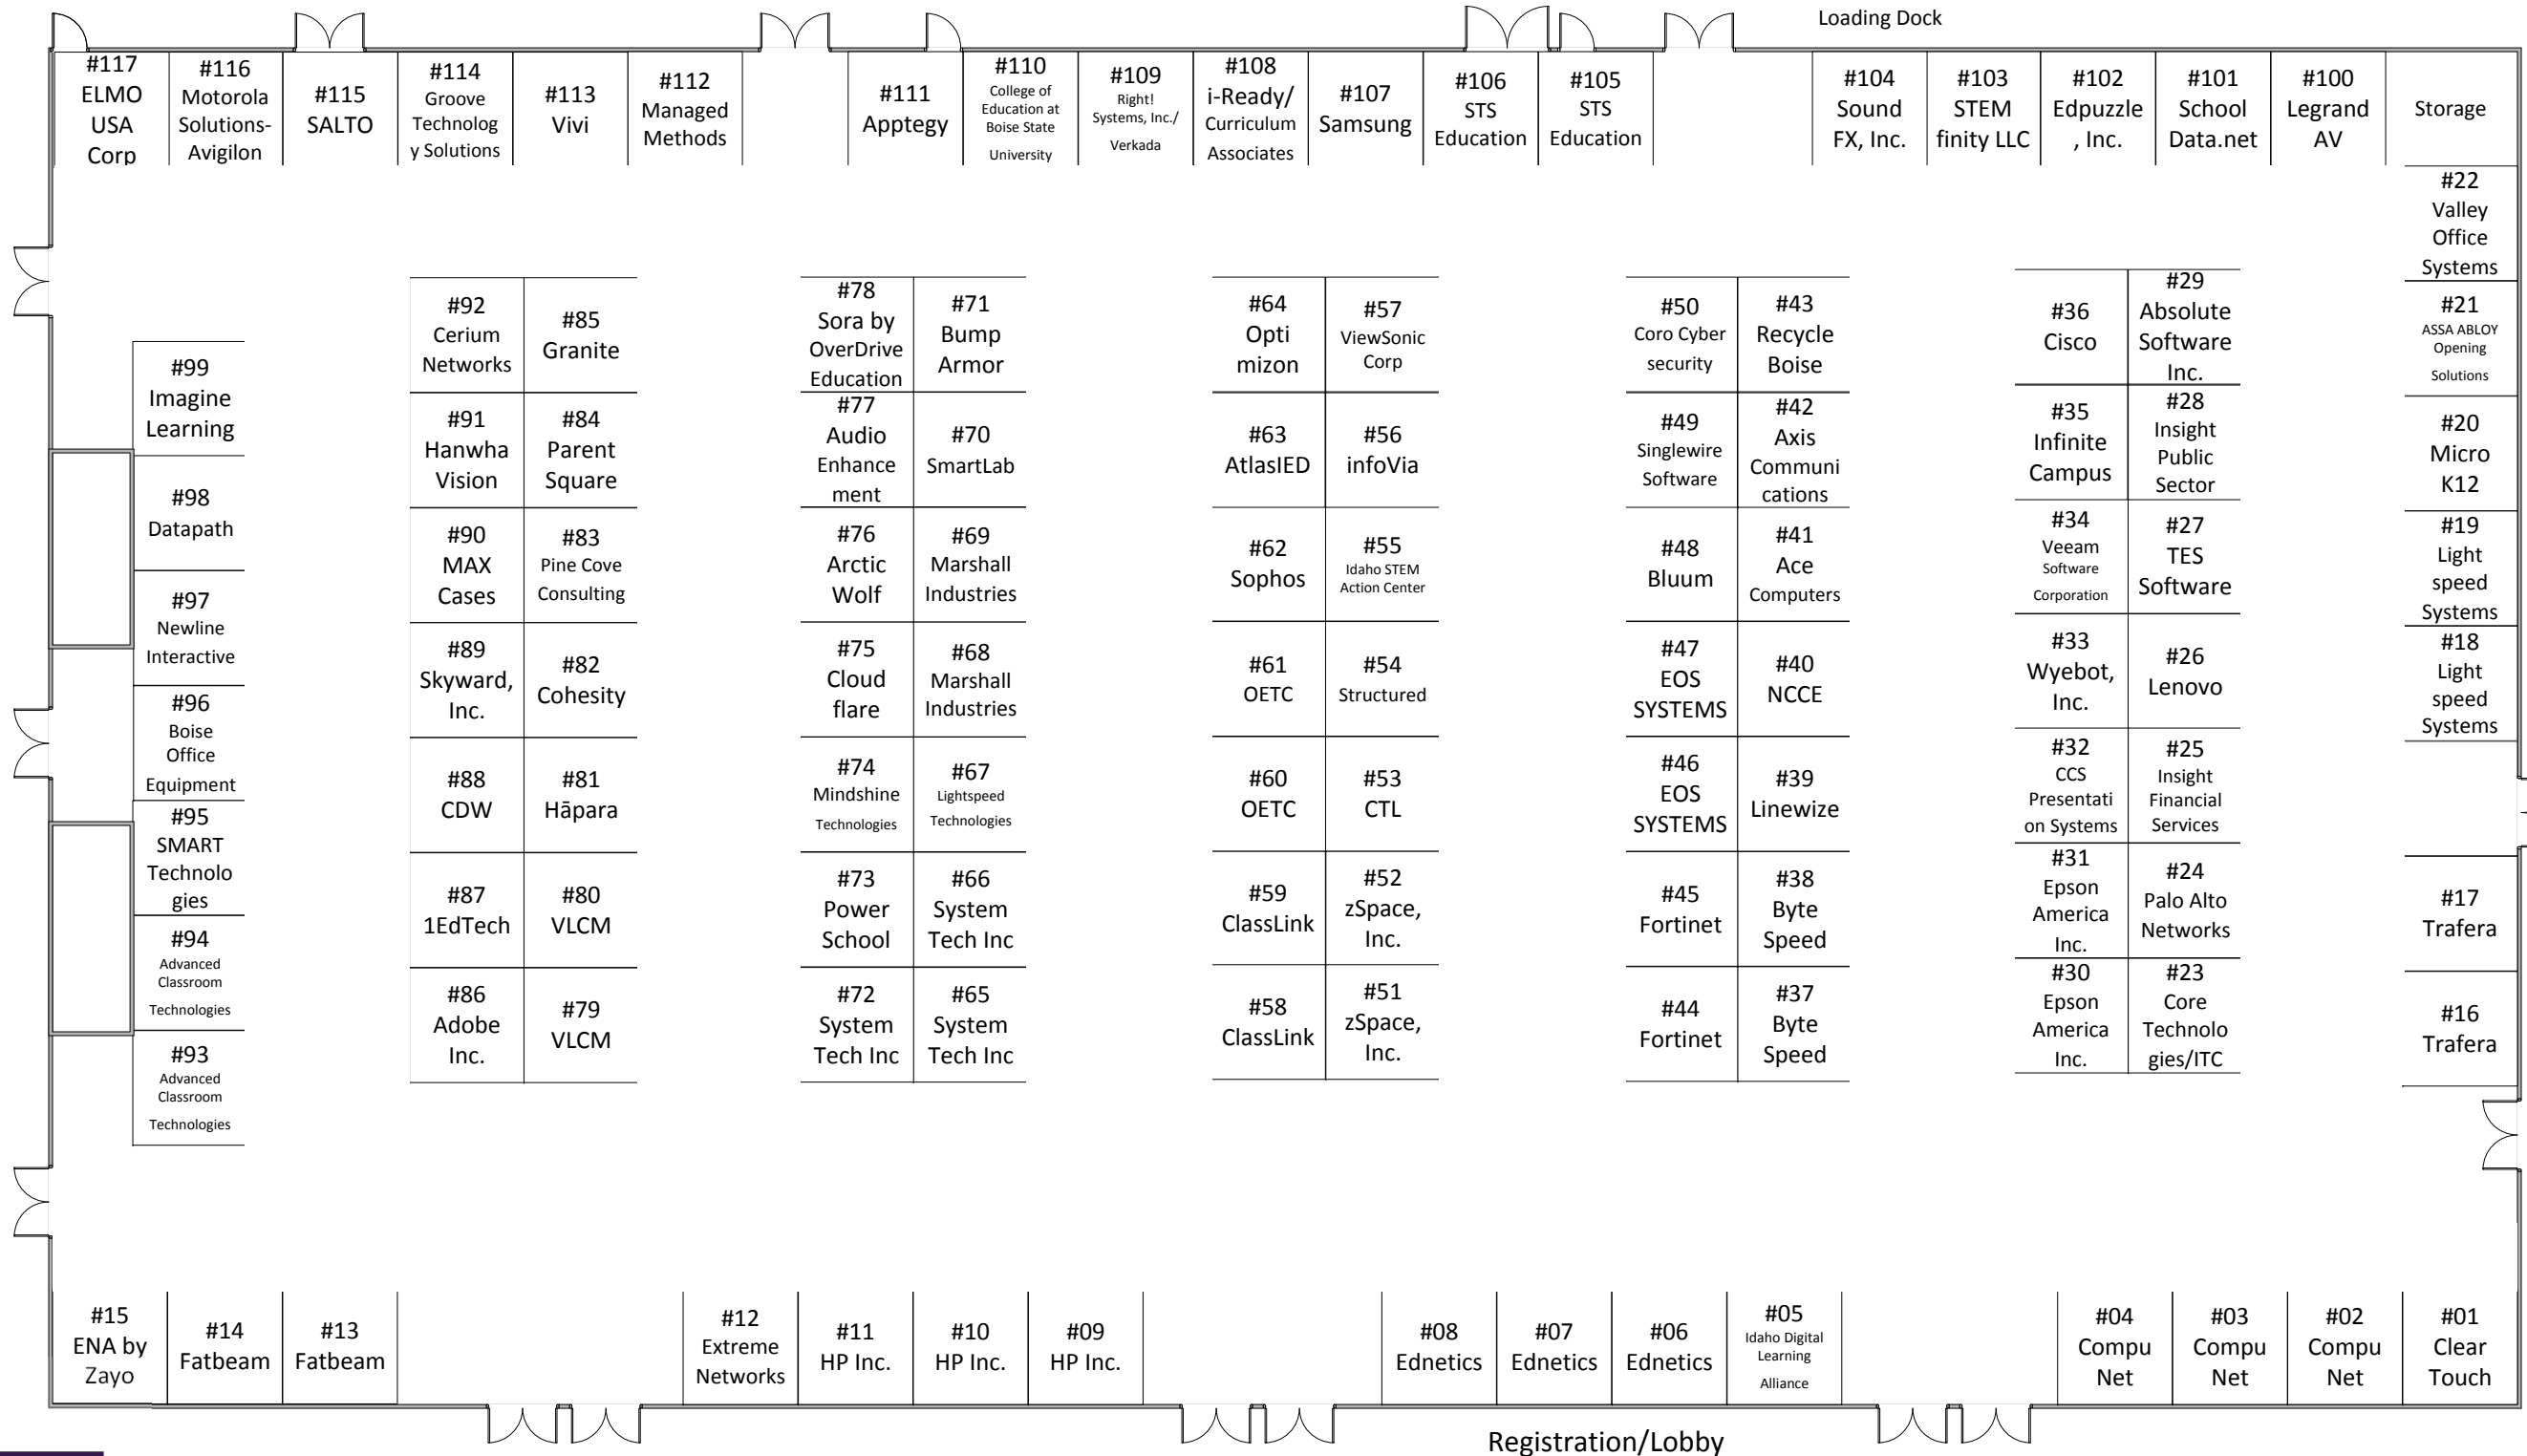 Loading Dock
#117
ELMO
USA
Corp
#116
Motorola
Solutions-
Avigilon
#115
SALTO
#114
Groove
Technolog
y Solutions
#113
Vivi
#112
Managed
Methods
#111
Apptegy
#110
College of
Education at
Boise State
University
#109
Right!
Systems, Inc./
Verkada
#108
i-Ready/
Curriculum
Associates
#107
Samsung
#106
STS
Education
#105
STS
Education
#104
Sound
FX, Inc.
#103
STEM
finity LLC
#102
Edpuzzle
, Inc.
#101
School
Data.net
#100
Legrand
AV
Storage
#99
Imagine
Learning
#98
Datapath
#97
Newline
Interactive
#96
Boise
Office
Equipment
#95
SMART
Technolo
gies
#94
Advanced
Classroom
Technologies
#93
Advanced
Classroom
Technologies
#92
Cerium
Networks
#85
Granite
#91
Hanwha
Vision
#84
Parent
Square
#90
MAX
Cases
#83
Pine Cove
Consulting
#89
Skyward,
Inc.
#82
Cohesity
#88
CDW
#81
Hāpara
#87
1EdTech
#80
VLCM
#86
Adobe
Inc.
#79
VLCM
#78
Sora by
OverDrive
Education
#71
Bump
Armor
#77
Audio
Enhance
ment
#70
SmartLab
#76
Arctic
Wolf
#69
Marshall
Industries
#75
Cloud
flare
#68
Marshall
Industries
#74
Mindshine
Technologies
#67
Lightspeed
Technologies
#73
Power
School
#66
System
Tech Inc
#72
System
Tech Inc
#65
System
Tech Inc
#64
Opti
mizon
#57
ViewSonic
Corp
#63
AtlasIED
#56
infoVia
#62
Sophos
#55
Idaho STEM
Action Center
#61
OETC
#54
Structured
#60
OETC
#53
CTL
#59
ClassLink
#52
zSpace,
Inc.
#58
ClassLink
#51
zSpace,
Inc.
#50
Coro Cyber
security
#43
Recycle
Boise
#49
Singlewire
Software
#42
Axis
Communi
cations
#48
Bluum
#41
Ace
Computers
#47
EOS
SYSTEMS
#40
NCCE
#46
EOS
SYSTEMS
#39
Linewize
#45
Fortinet
#38
Byte
Speed
#44
Fortinet
#37
Byte
Speed
#36
Cisco
#29
Absolute
Software
Inc.
#35
Infinite
Campus
#28
Insight
Public
Sector
#34
Veeam
Software
Corporation
#27
TES
Software
#33
Wyebot,
Inc.
#26
Lenovo
#32
CCS
Presentati
on Systems
#25
Insight
Financial
Services
#31
Epson
America
Inc.
#24
Palo Alto
Networks
#30
Epson
America
Inc.
#23
Core
Technolo
gies/ITC
#22
Valley
Office
Systems
#21
ASSA ABLOY
Opening
Solutions
#20
Micro
K12
#19
Light
speed
Systems
#18
Light
speed
Systems
#17
Trafera
#16
Trafera
#15
ENA by
Zayo
#14
Fatbeam
#13
Fatbeam
#12
Extreme
Networks
#11
HP Inc.
#10
HP Inc.
#09
HP Inc.
#08
Ednetics
#07
Ednetics
#06
Ednetics
#05
Idaho Digital
Learning
Alliance
#04
Compu
Net
#03
Compu
Net
#02
Compu
Net
#01
Clear
Touch
Registration/Lobby